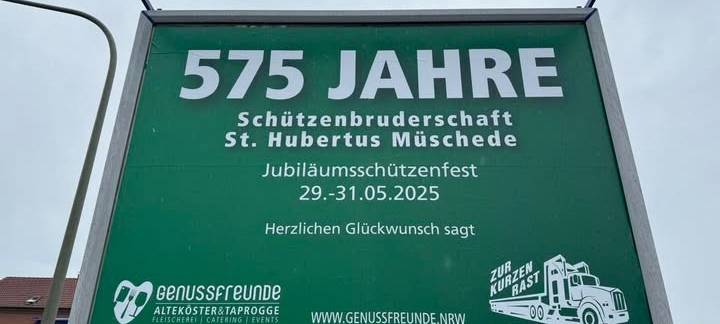 575 JAHRE
Schützenbruderschaft
St. Hubertus Müschede
Jubiläumsschützenfest
29.-31.05.2025
Herzlichen Glückwunsch sagt
GENUSSFREUNDE
ALTEKÖSTER&TAPROGGE
FLEISCHEREI | CATERING | EVENTS
WWW.GENUSSFREUNDE.NRW
ZUR
KURZEN
RAST